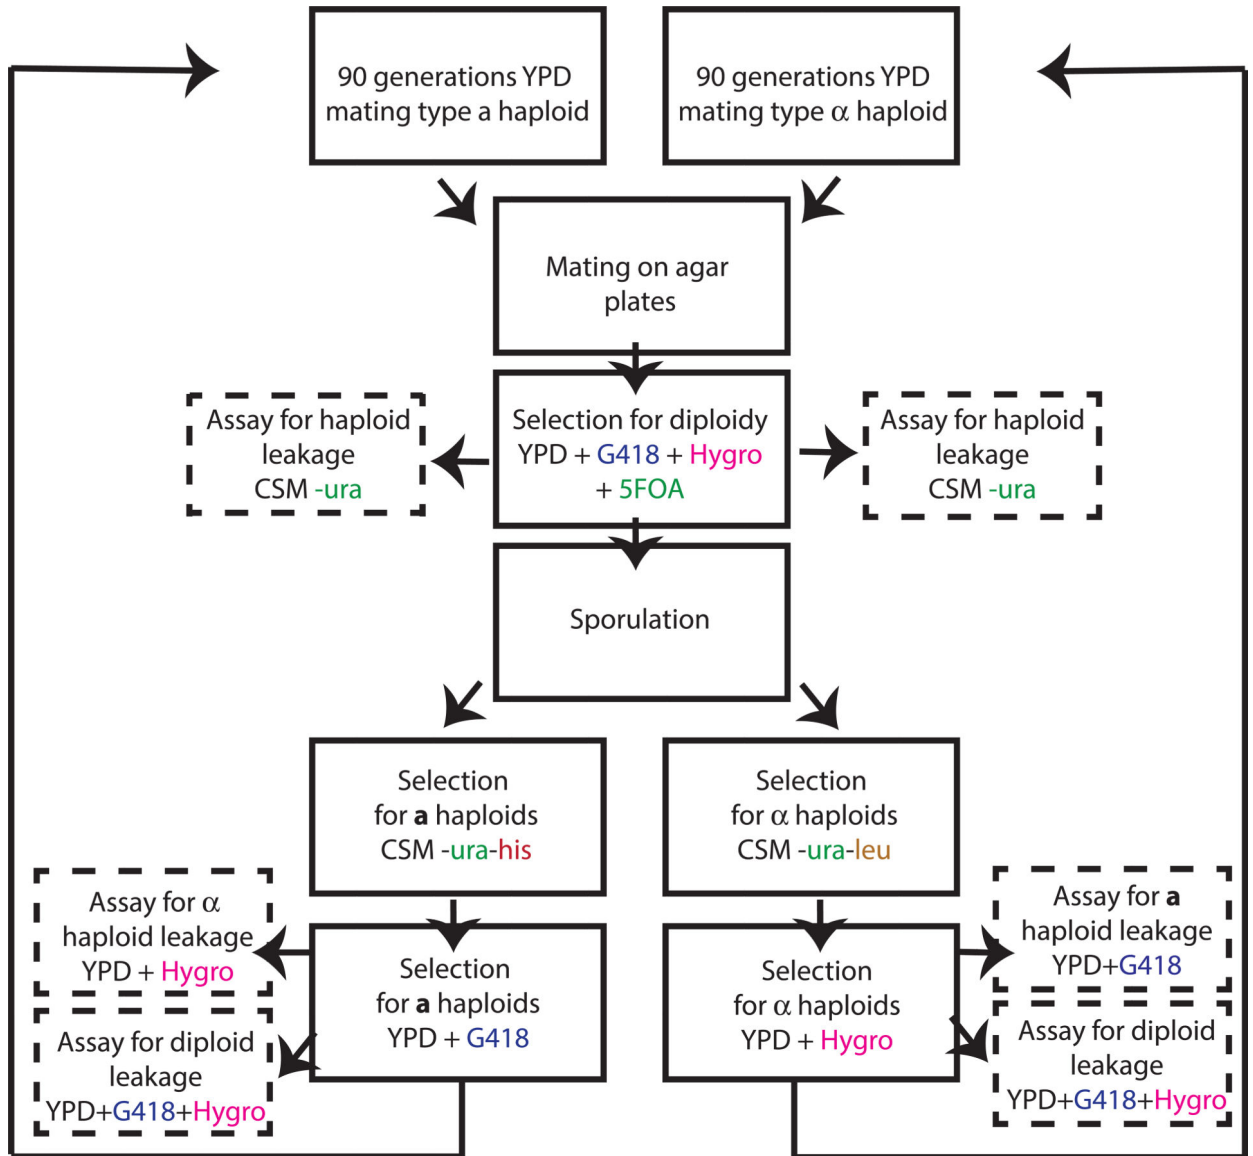 90 generations YPD
mating type a haploid
90 generations YPD
mating type α haploid
Mating on agar
plates
Assay for haploid
leakage
CSM -ura
Selection for diploidy
YPD + G418 + Hygro
+ 5FOA
Assay for haploid
leakage
CSM -ura
Sporulation
Selection
for a haploids
CSM -ura-his
Selection
for α haploids
CSM -ura-leu
Assay for α
haploid leakage
YPD + Hygro
Selection
for a haploids
YPD + G418
Selection
for α haploids
YPD + Hygro
Assay for a
haploid leakage
YPD+G418
Assay for diploid
leakage
YPD+G418+Hygro
Assay for diploid
leakage
YPD+G418+Hygro